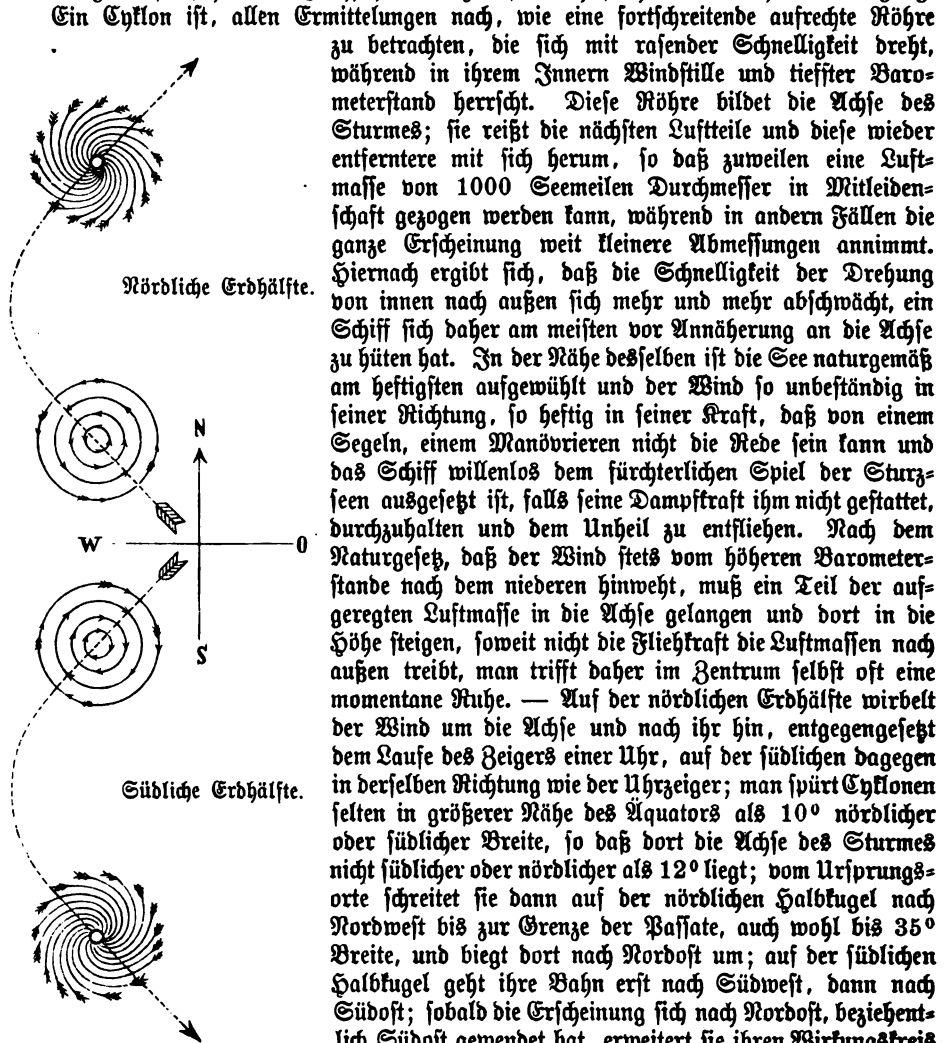 Ein Cyklon ist, allen Ermittelungen nach, wie eine fortschreitende aufrechte Röhre
zu betrachten, die sich mit rasender Schnelligkeit dreht,
während in ihrem Innern Windstille und tiefster Baro-
meterstand herrscht. Diese Röhre bildet die Achse des
Sturmes; sie reißt die nächsten Luftteile und diese wieder
entferntere mit sich herum, so daß zuweilen eine Luft-
masse von 1000 Seemeilen Durchmesser in Mitleiden-
schaft gezogen werden kann, während in andern Fällen die
ganze Erscheinung weit kleinere Abmessungen annimmt.
Hiernach ergibt sich, daß die Schnelligkeit der Drehung
von innen nach außen sich mehr und mehr abschwächt, ein
Schiff sich daher am meisten vor Annäherung an die Achse
zu hüten hat. In der Nähe desselben ist die See naturgemäß
am heftigsten aufgewühlt und der Wind so unbeständig in
seiner Richtung, so heftig in seiner Kraft, daß von einem
Segeln, einem Manövrieren nicht die Rede sein kann und
das Schiff willenlos dem fürchterlichen Spiel der Sturz-
seen ausgesetzt ist, falls seine Dampfkraft ihm nicht gestattet,
durchzuhalten und dem Unheil zu entfliehen. Nach dem
Naturgesetz, daß der Wind stets vom höheren Barometer-
stande nach dem niederen hinweht, muß ein Teil der auf-
geregten Luftmasse in die Achse gelangen und dort in die
Höhe steigen, soweit nicht die Fliehkraft die Luftmassen nach
außen treibt, man trifft daher im Zentrum selbst oft eine
momentane Ruhe. — Auf der nördlichen Erdhälfte wirbelt
der Wind um die Achse und nach ihr hin, entgegengesetzt
dem Laufe des Zeigers einer Uhr, auf der südlichen dagegen
in derselben Richtung wie der Uhrzeiger; man spürt Cyklonen
selten in größerer Nähe des Äquators als 10° nördlicher
oder südlicher Breite, so daß dort die Achse des Sturmes
nicht südlicher oder nördlicher als 12° liegt; vom Ursprungs-
orte schreitet sie dann auf der nördlichen Halbkugel nach
Nordwest bis zur Grenze der Passate, auch wohl bis 35°
Breite, und biegt dort nach Nordost um; auf der südlichen
Halbkugel geht ihre Bahn erst nach Südwest, dann nach
Südost; sobald die Erscheinung sich nach Nordost, beziehent-
lich Südost gewendet hat, erweitert sie ihren Wirkungskreis
Nördliche Erdhälfte.
N
W
O
S
Südliche Erdhälfte.